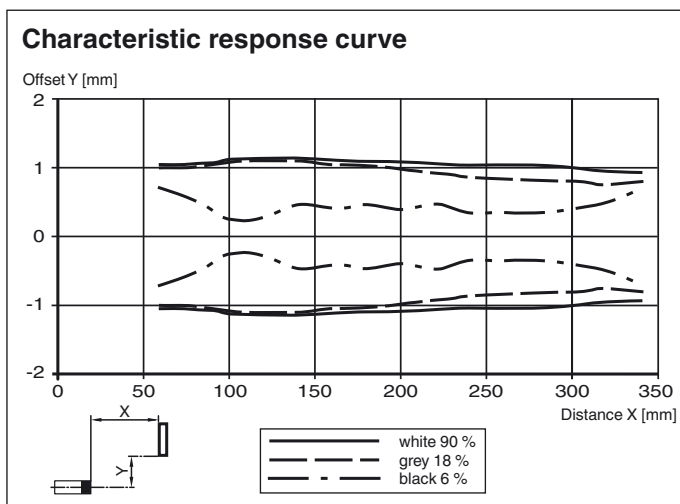 Characteristic response curve
Offset Y [mm]
2
1
0
-1
-2
0 50 100 150 200 250 300 350
Distance X [mm]
X
Y
white 90 %
grey 18 %
black 6 %